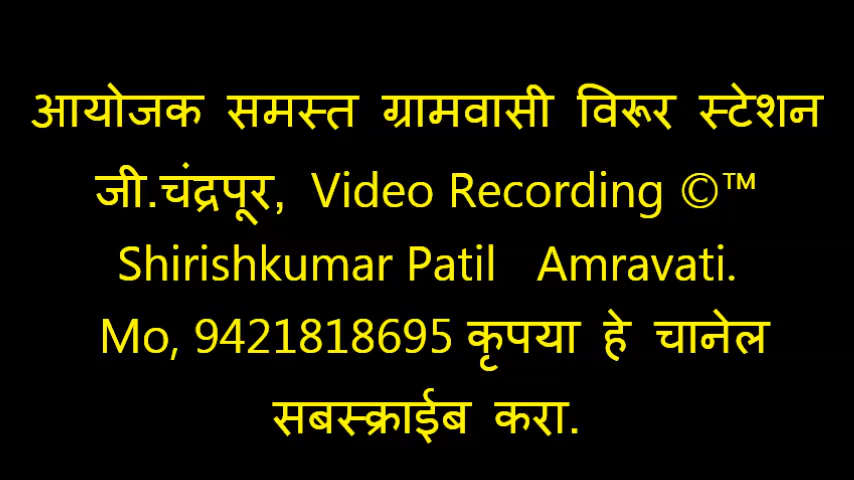 आयोजक समस्त ग्रामवासी विरूर स्टेशन
जी.चंद्रपूर, Video Recording ©™
Shirishkumar Patil Amravati.
Mo, 9421818695 कृपया हे चानेल
सबस्क्राईब करा.